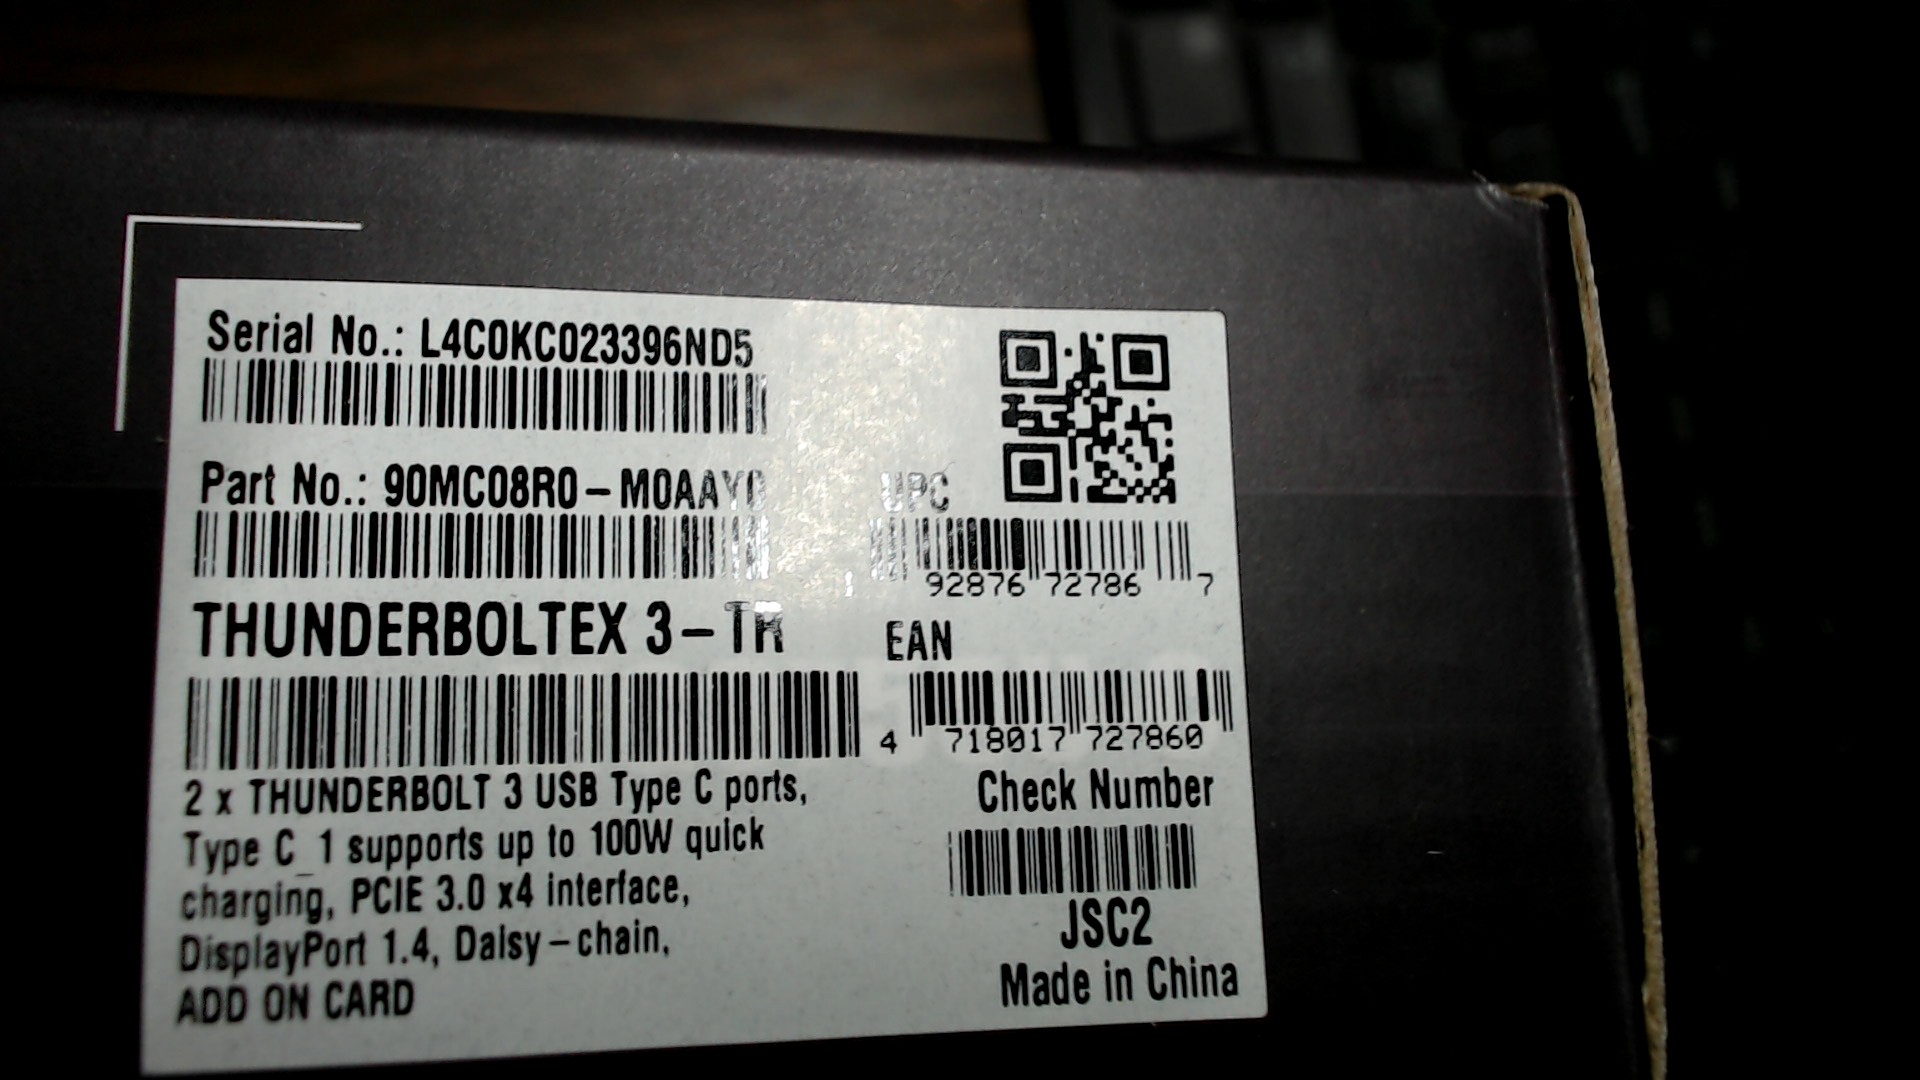 Serial No.: L4C0KC023396ND5
Part No.: 90MC08R0-M0AAY0
UPC
92876 72786 7
THUNDERBOLTEX 3-TR
EAN
4 718017 727860
2 x THUNDERBOLT 3 USB Type C ports,
Type C_1 supports up to 100W quick
charging, PCIE 3.0 x4 interface,
DisplayPort 1.4, Daisy-chain,
ADD ON CARD
Check Number
JSC2
Made in China